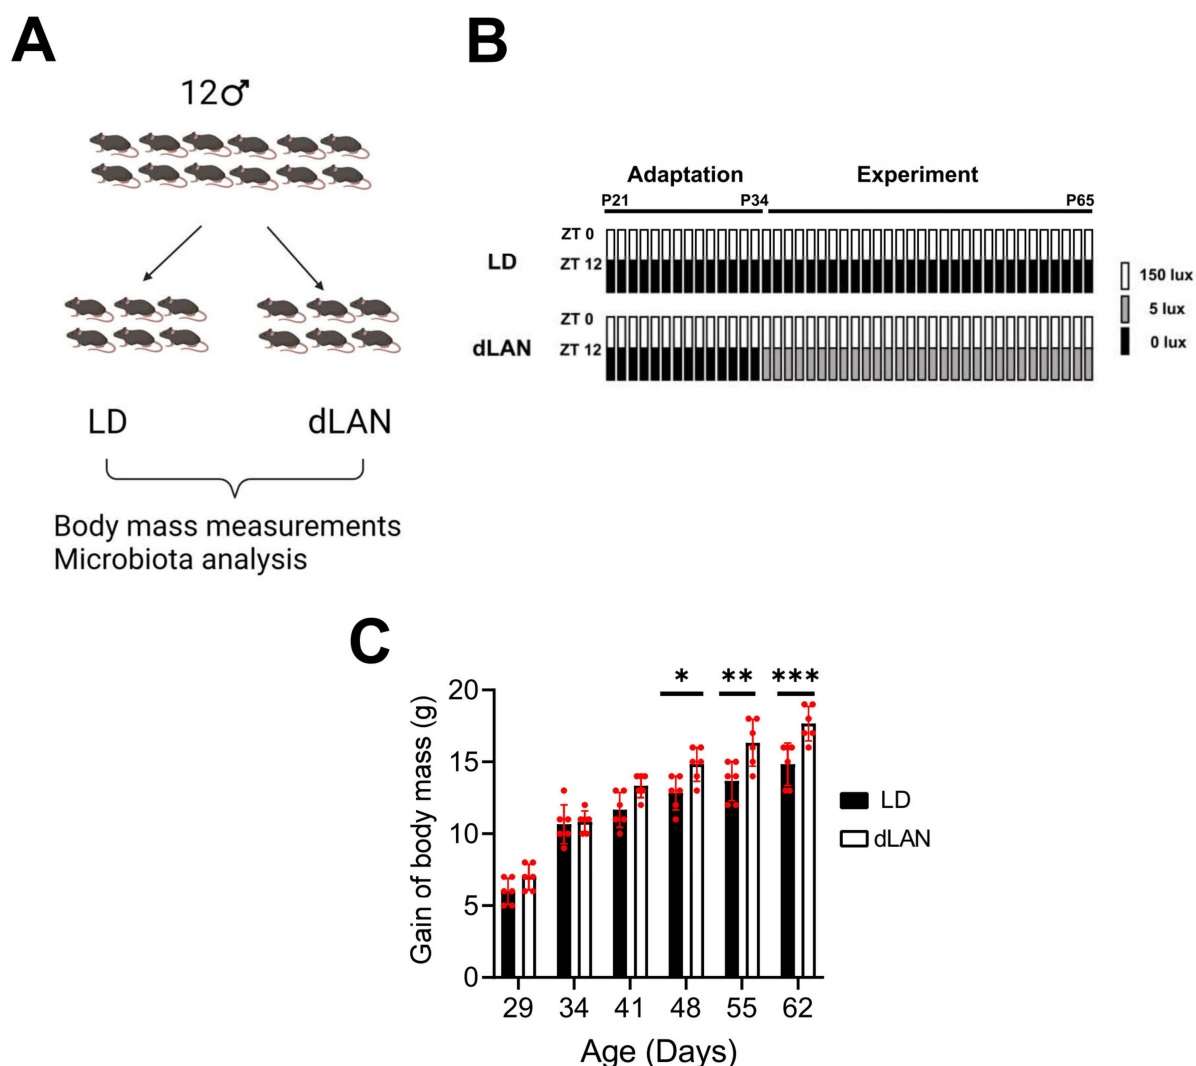 A
12♂
LD
dLAN
Body mass measurements
Microbiota analysis
B
Adaptation
Experiment
P21
P34
P65
LD
ZT 0
ZT 12
dLAN
ZT 0
ZT 12
150 lux
5 lux
0 lux
C
Gain of body mass (g)
20
15
10
5
0
*
**
***
29
34
41
48
55
62
Age (Days)
LD
dLAN